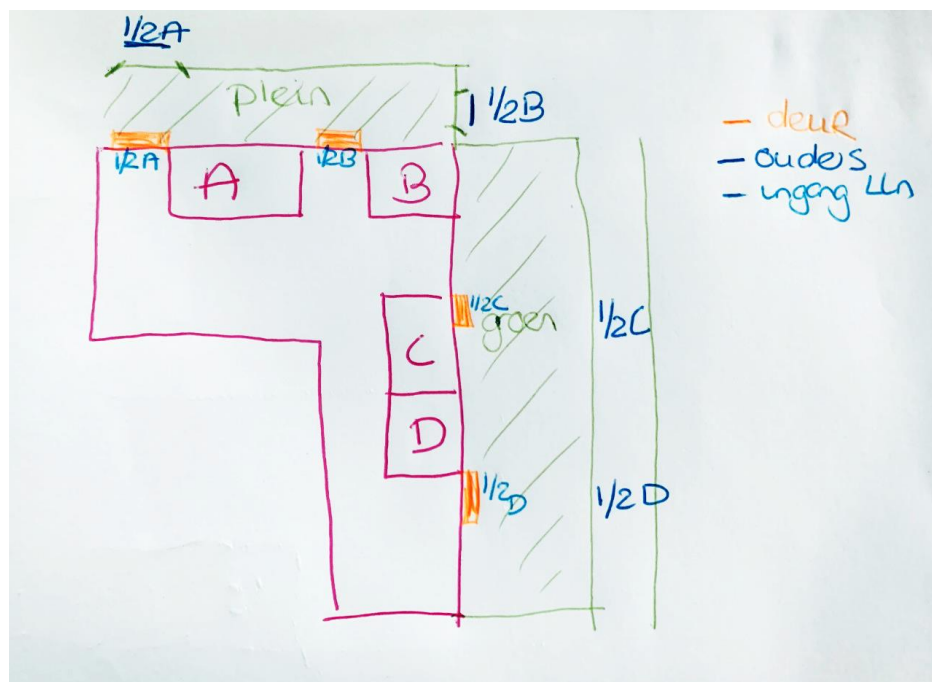 1/2A
plein
1 1/2B
1/2A
A
1/2B
B
- deur
- ouders
- ingang LLn
1/2C
groen
1/2C
C
D
1/2D
1/2D